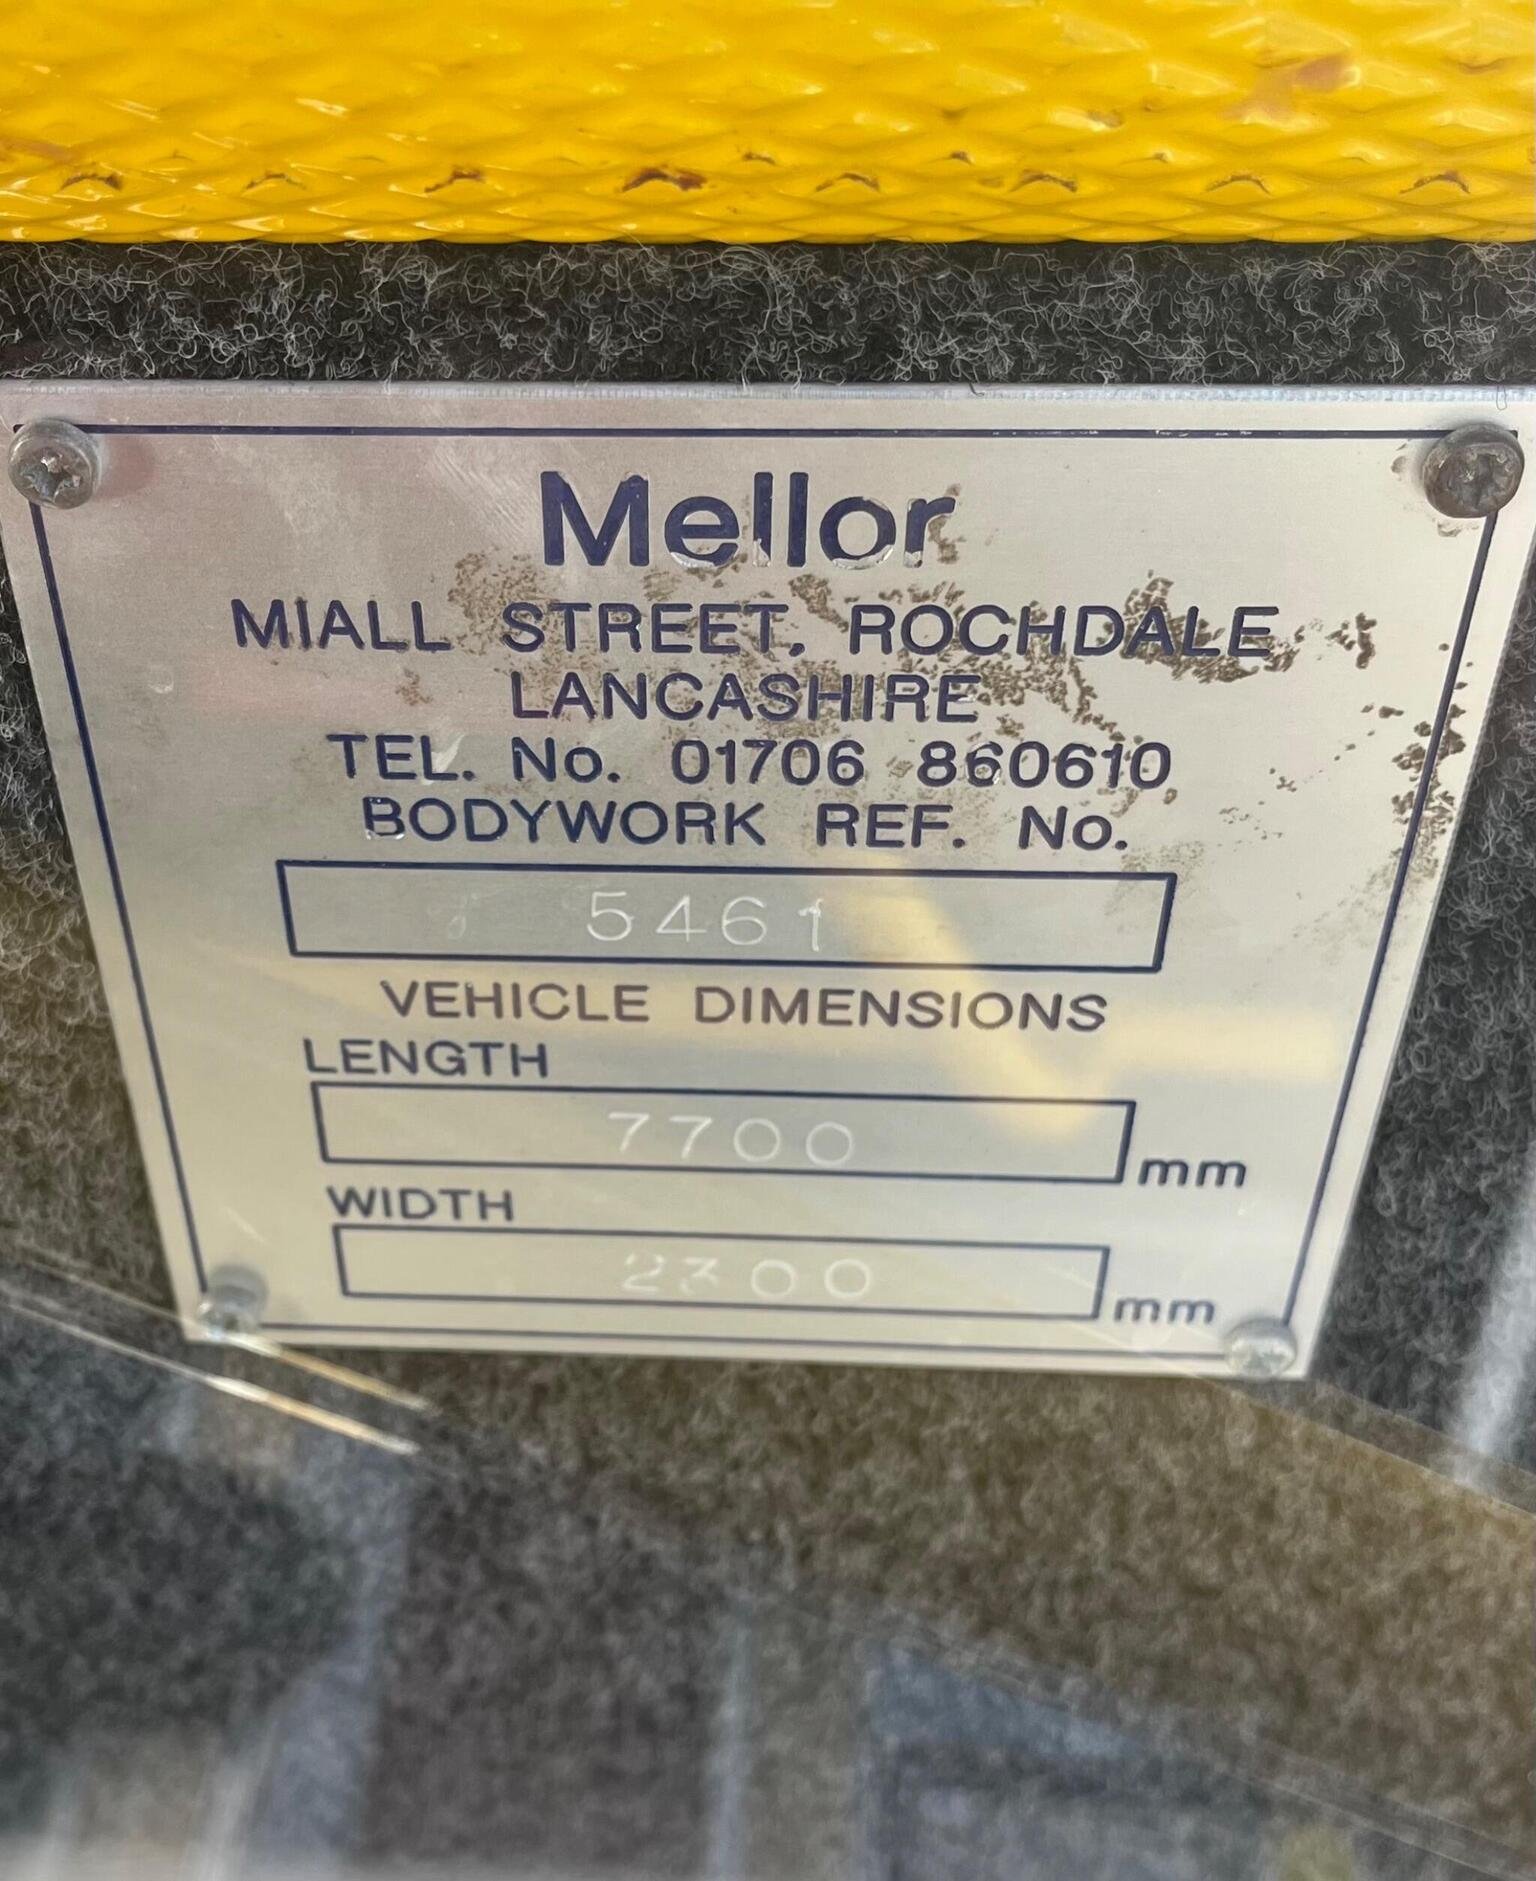 Mellor
MIALL STREET, ROCHDALE
LANCASHIRE
TEL. No. 01706 860610
BODYWORK REF. No.
5461
VEHICLE DIMENSIONS
LENGTH
7700 mm
WIDTH
2300 mm